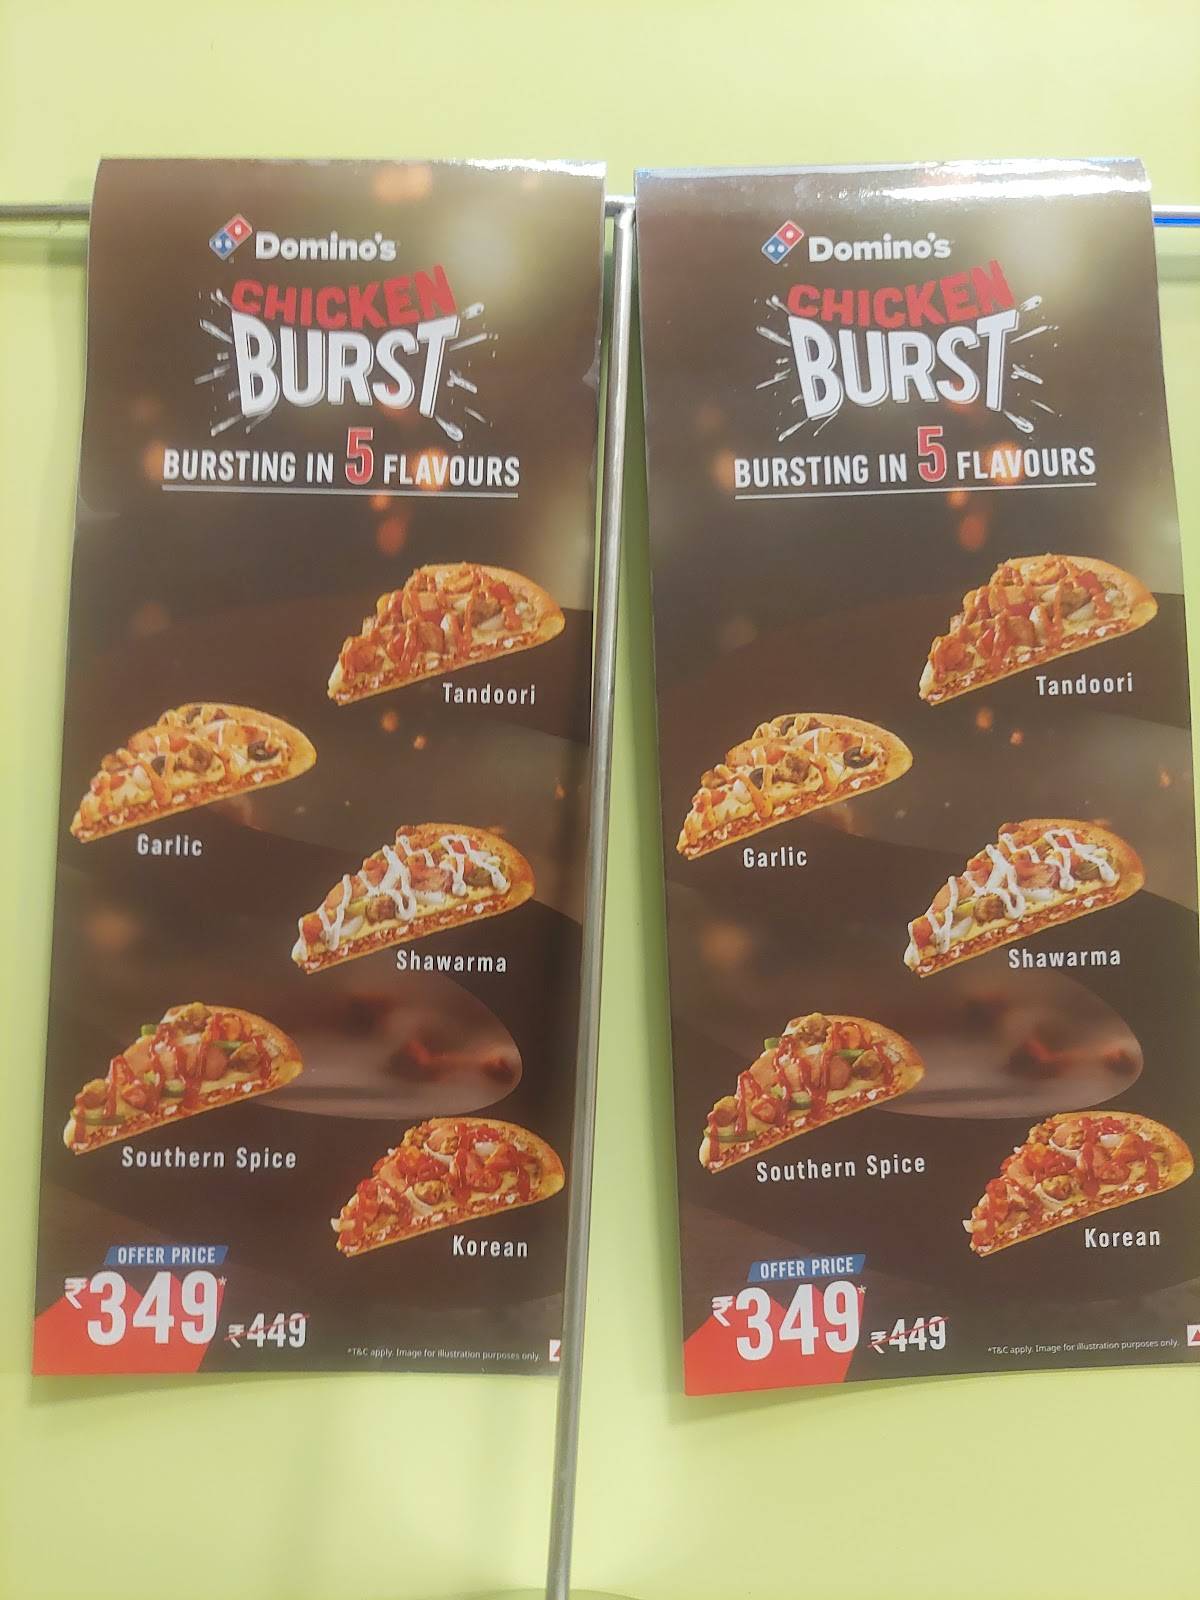 Domino's
CHICKEN
BURST
BURSTING IN 5 FLAVOURS
Tandoori
Garlic
Shawarma
Southern Spice
Korean
OFFER PRICE
₹349* ₹449
*T&C apply. Image for illustration purposes only.
Domino's
CHICKEN
BURST
BURSTING IN 5 FLAVOURS
Tandoori
Garlic
Shawarma
Southern Spice
Korean
OFFER PRICE
₹349* ₹449
*T&C apply. Image for illustration purposes only.